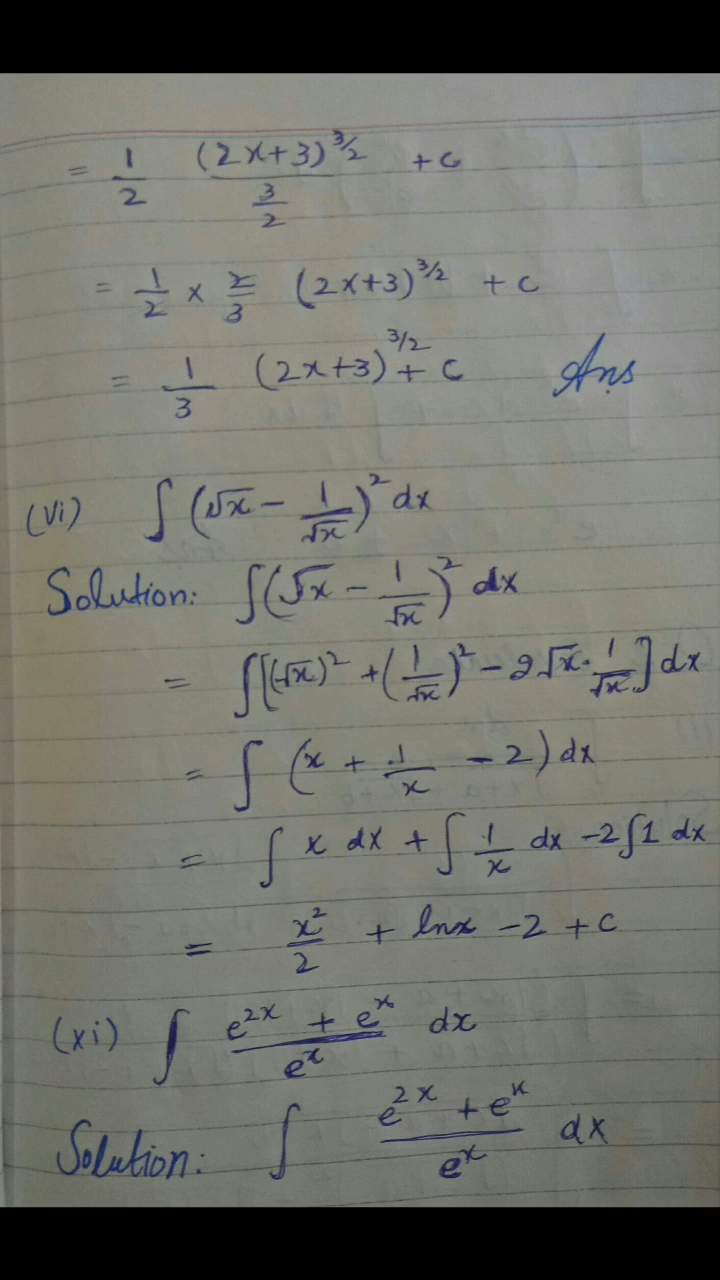 = 1/2 (2x+3)^3/2 / 3/2 + c
= 1/2 × 2/3 (2x+3)^3/2 + c
= 1/3 (2x+3)^3/2 + c Ans
(vi) ∫ (√x - 1/√x)^2 dx
Solution: ∫(√x - 1/√x)^2 dx
= ∫[(√x)^2 + (1/√x)^2 - 2√x · 1/√x] dx
= ∫ (x + 1/x - 2) dx
= ∫ x dx + ∫ 1/x dx - 2∫1 dx
= x^2/2 + lnx - 2 + c
(xi) ∫ e^2x + e^x / e^x dx
Solution: ∫ e^2x + e^x / e^x dx